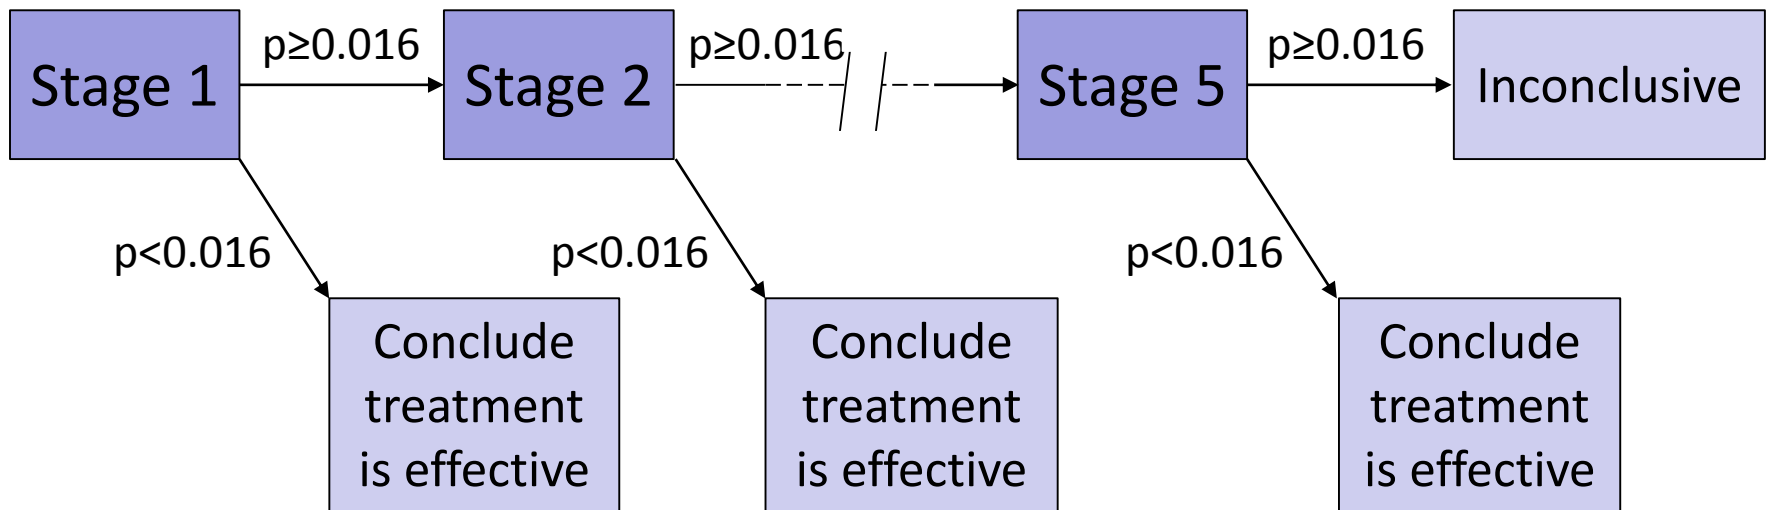 Stage 1
p≥0.016
Stage 2
p≥0.016
Stage 5
p≥0.016
Inconclusive
p<0.016
p<0.016
p<0.016
Conclude
treatment
is effective
Conclude
treatment
is effective
Conclude
treatment
is effective